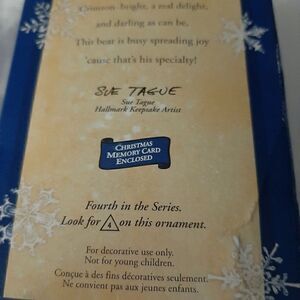 Crimson-bright, a real delight,
and darling as can be,
This bear is busy spreading joy
'cause that's his specialty!
SUE TAGUE
Sue Tague
Hallmark Keepsake Artist
CHRISTMAS
MEMORY CARD
ENCLOSED
Fourth in the Series.
Look for 4 on this ornament.
For decorative use only.
Not for young children.
Conçue à des fins décoratives seulement.
Ne convient pas aux jeunes enfants.